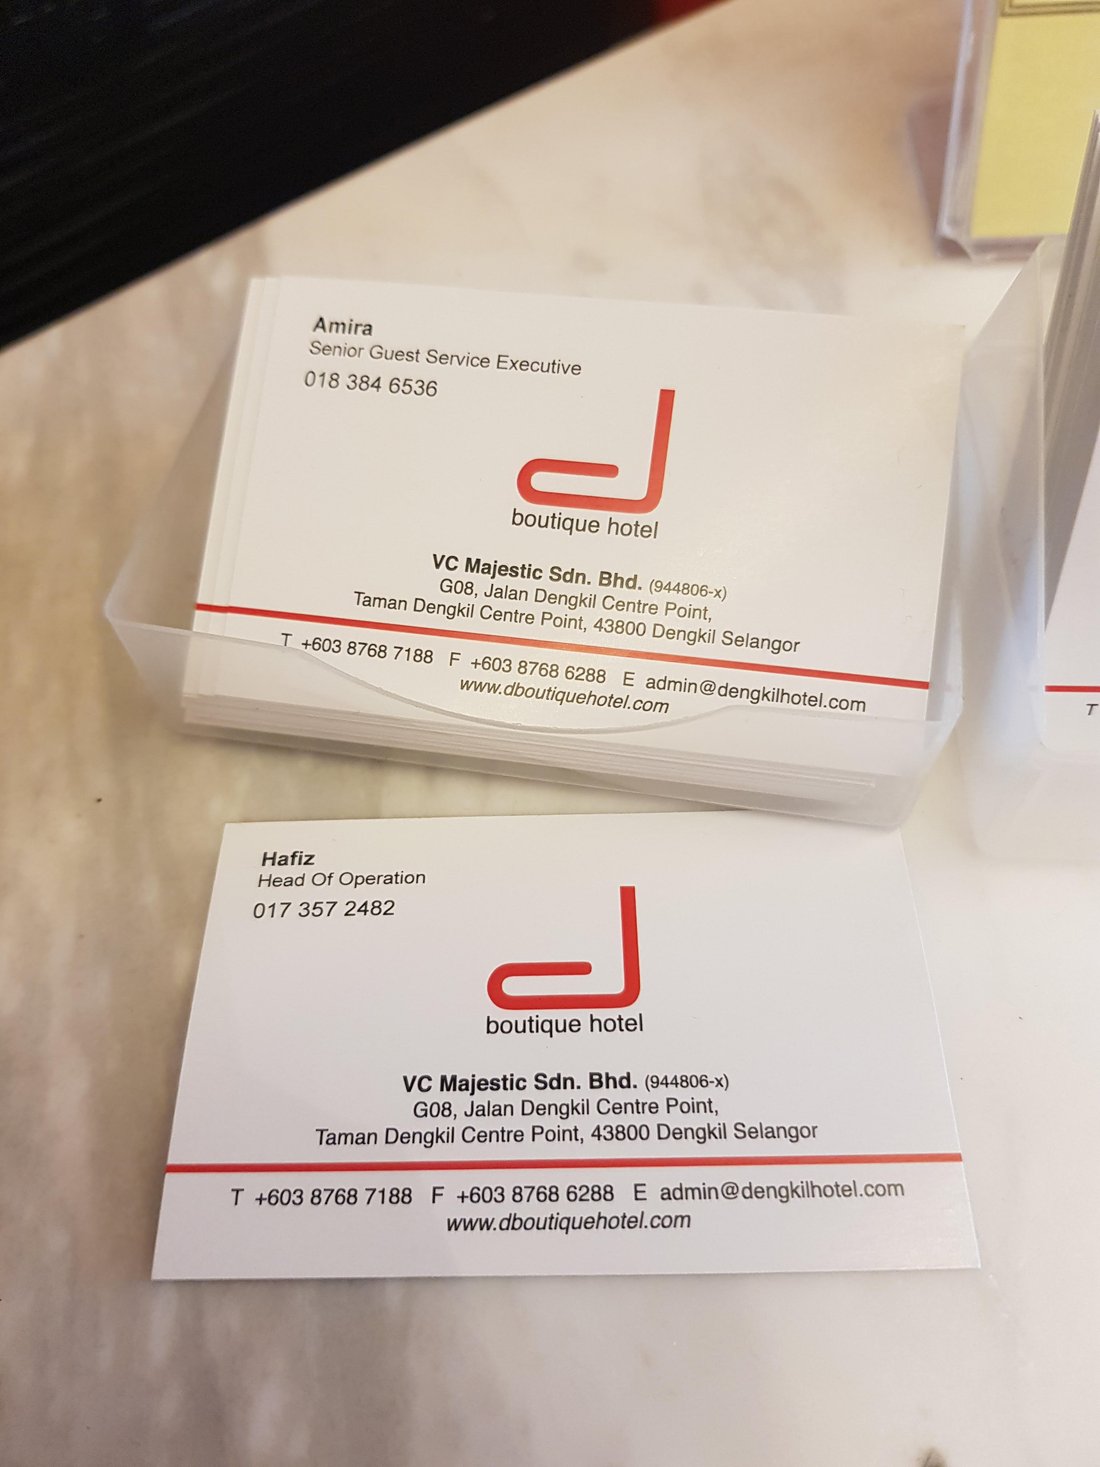 Amira
Senior Guest Service Executive
018 384 6536
d
boutique hotel
VC Majestic Sdn. Bhd. (944806-x)
G08, Jalan Dengkil Centre Point,
Taman Dengkil Centre Point, 43800 Dengkil Selangor
T +603 8768 7188 F +603 8768 6288 E admin@dengkilhotel.com
www.dboutiquehotel.com
T
Hafiz
Head Of Operation
017 357 2482
d
boutique hotel
VC Majestic Sdn. Bhd. (944806-x)
G08, Jalan Dengkil Centre Point,
Taman Dengkil Centre Point, 43800 Dengkil Selangor
T +603 8768 7188 F +603 8768 6288 E admin@dengkilhotel.com
www.dboutiquehotel.com